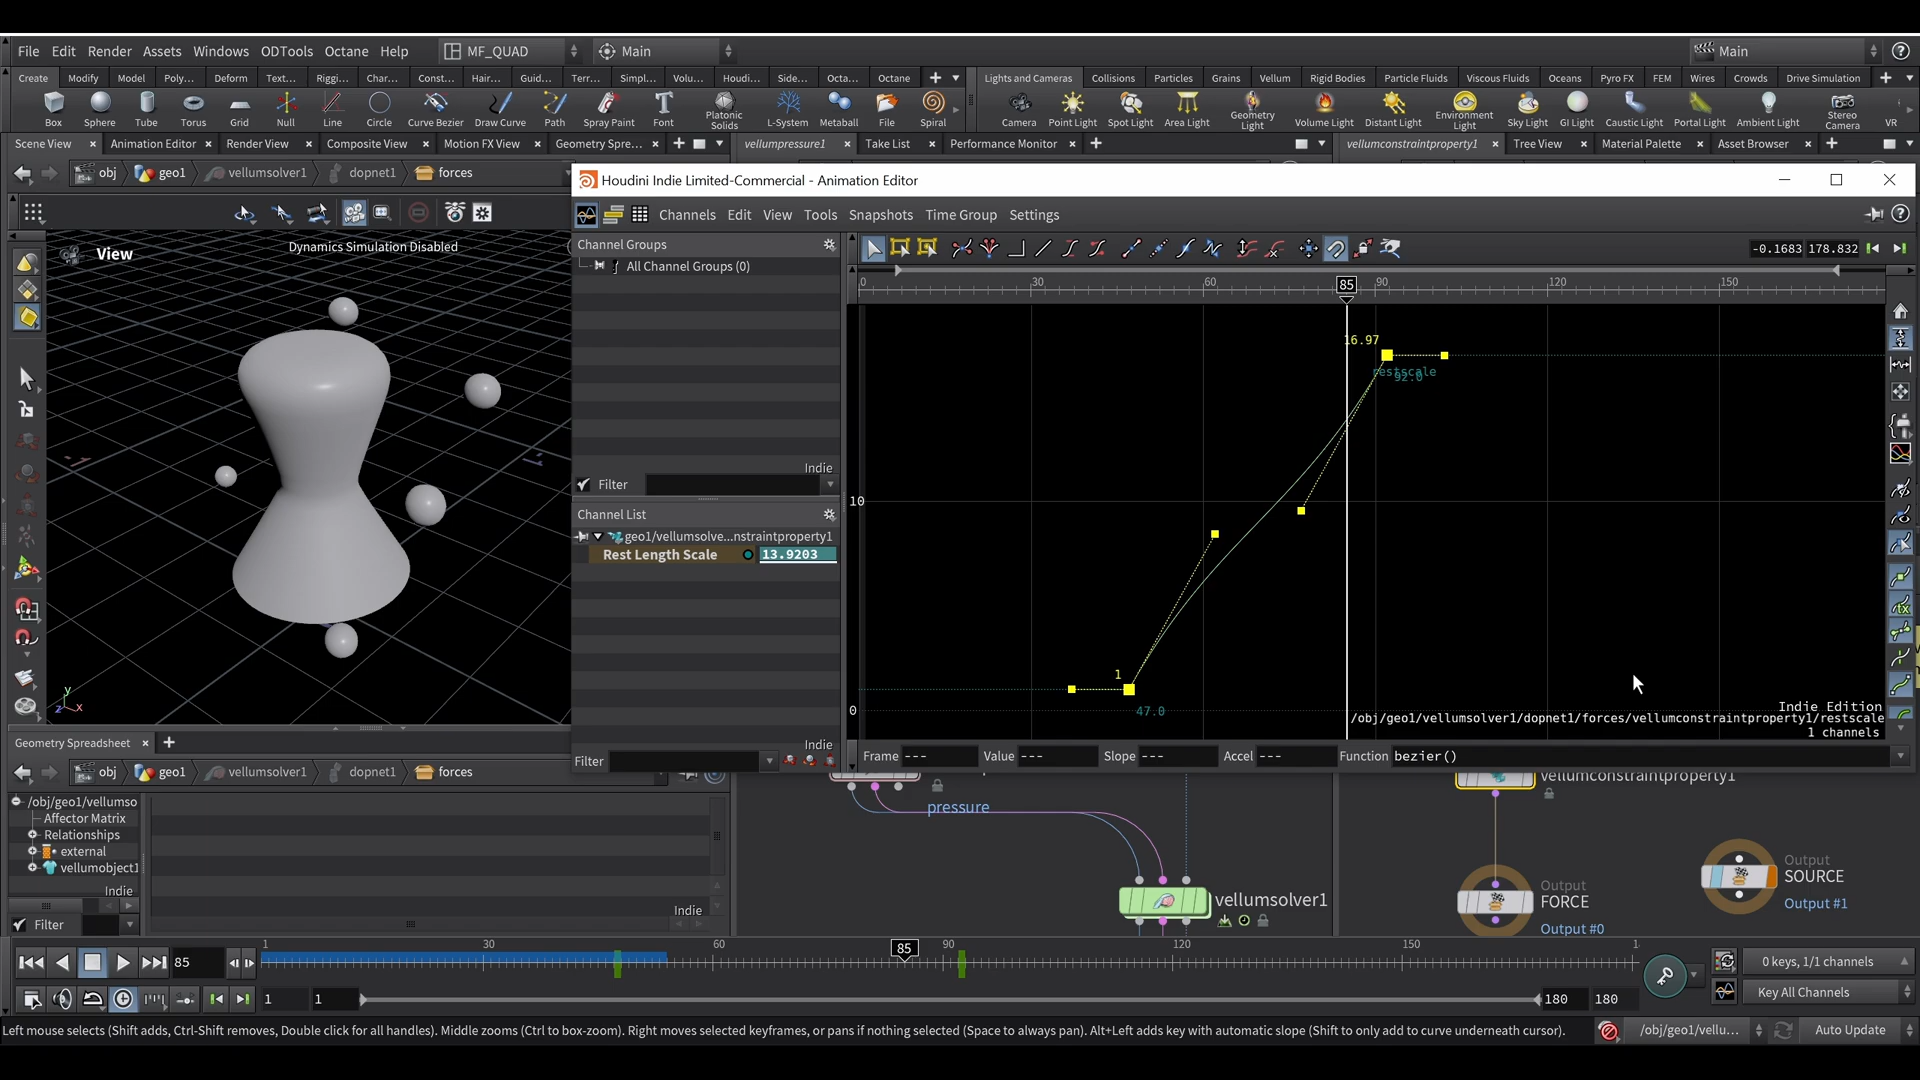 File Edit Render Assets Windows ODTools Octane Help MF_QUAD Main Main
Create Modify Model Poly... Deform Text... Riggi... Char... Const... Hair... Guid... Terr... Simpl... Volu... Houdi... Side... Octa... Octane
Lights and Cameras Collisions Particles Grains Vellum Rigid Bodies Particle Fluids Viscous Fluids Oceans Pyro FX FEM Wires Crowds Drive Simulation
Box Sphere Tube Torus Grid Null Line Circle Curve Bezier Draw Curve Path Spray Paint Font Platonic Solids L-System Metaball File Spiral
Camera Point Light Spot Light Area Light Geometry Light Volume Light Distant Light Environment Light Sky Light GI Light Caustic Light Portal Light Ambient Light Stereo Camera VR
Scene View Animation Editor Render View Composite View Motion FX View Geometry Spre... vellumpressure1 Take List Performance Monitor vellumconstraintproperty1 Tree View Material Palette Asset Browser
obj geo1 vellumsolver1 dopnet1 forces
Houdini Indie Limited-Commercial - Animation Editor
Channels Edit View Tools Snapshots Time Group Settings
View
Dynamics Simulation Disabled
Channel Groups
All Channel Groups (0)
Indie
Filter
Channel List
geo1/vellumsolve...nstraintproperty1
Rest Length Scale 13.9203
Indie
Filter
-0.1683 178.832
0 30 60 85 90 120 150
16.97
restscale
92.0
10
1
47.0
0
Indie Edition
/obj/geo1/vellumsolver1/dopnet1/forces/vellumconstraintproperty1/restscale
1 channels
Frame --- Value --- Slope --- Accel --- Function bezier()
y
z x
Geometry Spreadsheet
obj geo1 vellumsolver1 dopnet1 forces
/obj/geo1/vellumso
Affector Matrix
Relationships
external
vellumobject1
Indie
Filter
Indie
pressure
vellumsolver1
vellumconstraintproperty1
Output
FORCE
Output #0
Output
SOURCE
Output #1
85
1 30 60 85 90 120 150 1
0 keys, 1/1 channels
1 1 180 180
Key All Channels
Left mouse selects (Shift adds, Ctrl-Shift removes, Double click for all handles). Middle zooms (Ctrl to box-zoom). Right moves selected keyframes, or pans if nothing selected (Space to always pan). Alt+Left adds key with automatic slope (Shift to only add to curve underneath cursor).
/obj/geo1/vellu... Auto Update